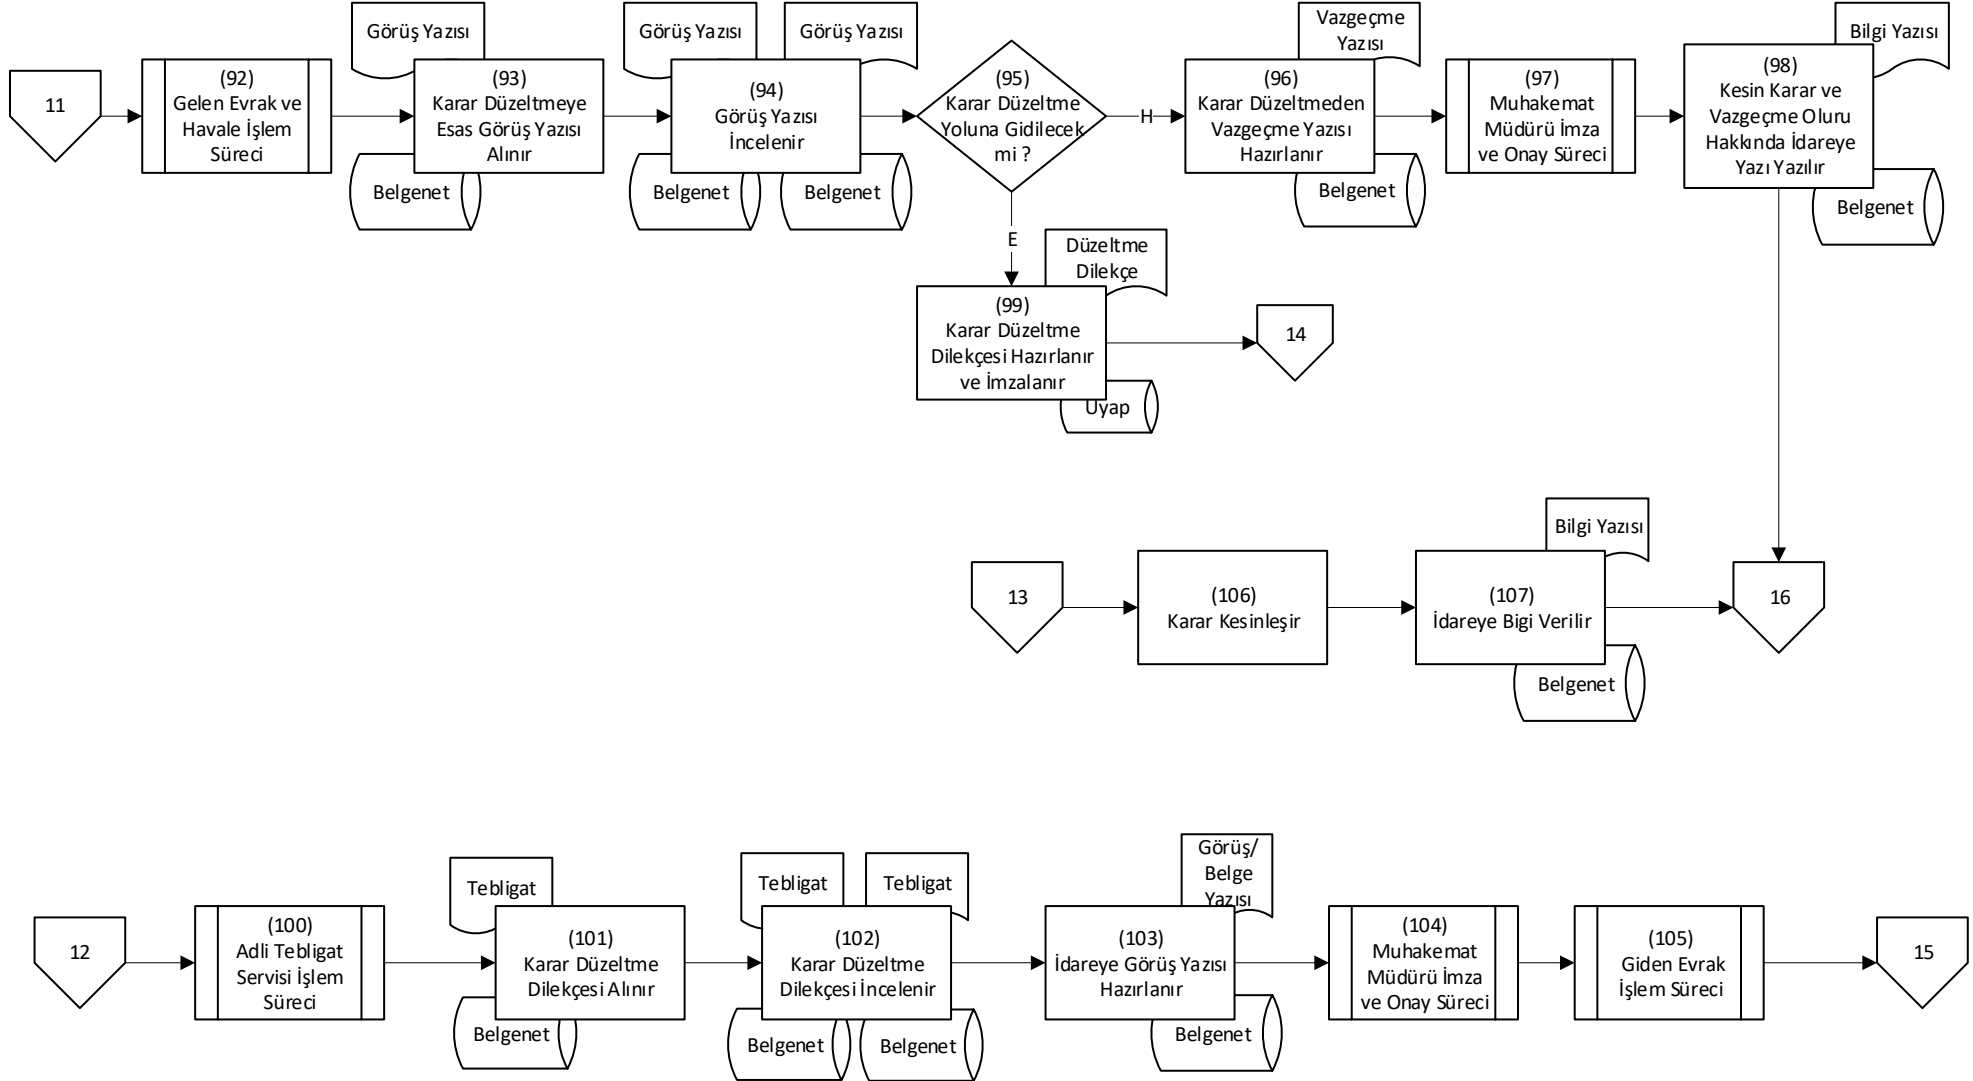 11
(92)
Gelen Evrak ve
Havale İşlem
Süreci
Görüş Yazısı
(93)
Karar Düzeltmeye
Esas Görüş Yazısı
Alınır
Belgenet
Görüş Yazısı
Görüş Yazısı
(94)
Görüş Yazısı
İncelenir
Belgenet
Belgenet
(95)
Karar Düzeltme
Yoluna Gidilecek
mi ?
H
E
Vazgeçme
Yazısı
(96)
Karar Düzeltmeden
Vazgeçme Yazısı
Hazırlanır
Belgenet
(97)
Muhakemat
Müdürü İmza
ve Onay Süreci
Bilgi Yazısı
(98)
Kesin Karar ve
Vazgeçme Oluru
Hakkında İdareye
Yazı Yazılır
Belgenet
Düzeltme
Dilekçe
(99)
Karar Düzeltme
Dilekçesi Hazırlanır
ve İmzalanır
Uyap
14
13
(106)
Karar Kesinleşir
Bilgi Yazısı
(107)
İdareye Bigi Verilir
Belgenet
16
12
(100)
Adli Tebligat
Servisi İşlem
Süreci
Tebligat
(101)
Karar Düzeltme
Dilekçesi Alınır
Belgenet
Tebligat
Tebligat
(102)
Karar Düzeltme
Dilekçesi İncelenir
Belgenet
Belgenet
Görüş/
Belge
Yazısı
(103)
İdareye Görüş Yazısı
Hazırlanır
Belgenet
(104)
Muhakemat
Müdürü İmza
ve Onay Süreci
(105)
Giden Evrak
İşlem Süreci
15